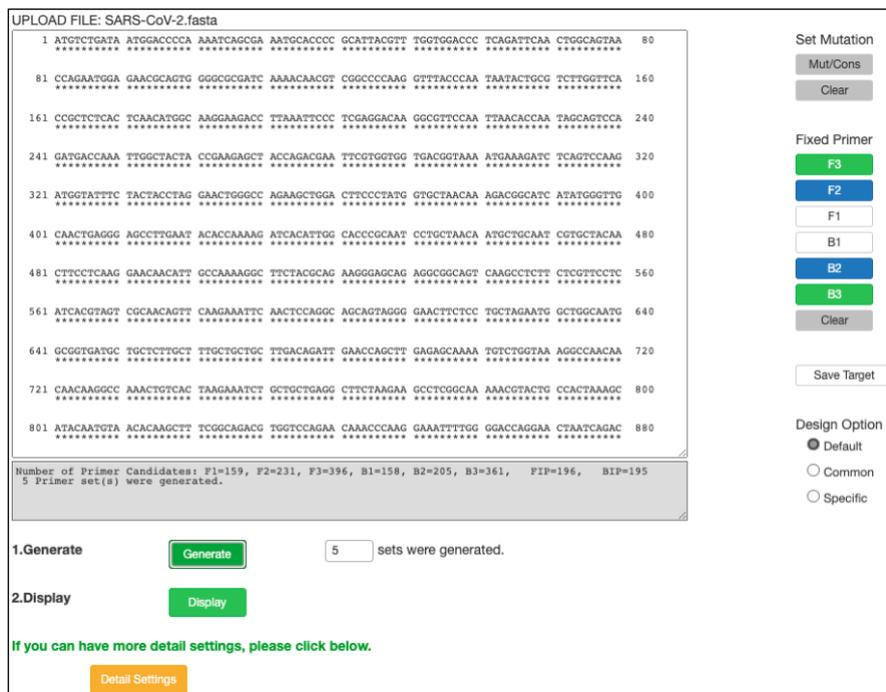 UPLOAD FILE: SARS-CoV-2.fasta
1 ATGTCTGATA ATGGACCCCA AAATCAGCGA AATGCACCCC GCATTACGTT TGGTGGACCC TCAGATTCAA CTGGCAGTAA 80
********** ********** ********** ********** ********** ********** ********** **********
81 CCAGAATGGA GAACGCAGTG GGGCGCGATC AAAACAACGT CGGCCCCAAG GTTTACCCAA TAATACTGCG TCTTGGTTCA 160
********** ********** ********** ********** ********** ********** ********** **********
161 CCGCTCTCAC TCAACATGGC AAGGAAGACC TTAAATTCCC TCGAGGACAA GGCGTTCCAA TTAACACCAA TAGCAGTCCA 240
********** ********** ********** ********** ********** ********** ********** **********
241 GATGACCAAA TTGGCTACTA CCGAAGAGCT ACCAGACGAA TTCGTGGTGG TGACGGTAAA ATGAAAGATC TCAGTCCAAG 320
********** ********** ********** ********** ********** ********** ********** **********
321 ATGGTATTTC TACTACCTAG GAACTGGGCC AGAAGCTGGA CTTCCCTATG GTGCTAACAA AGACGGCATC ATATGGGTTG 400
********** ********** ********** ********** ********** ********** ********** **********
401 CAACTGAGGG AGCCTTGAAT ACACCAAAAG ATCACATTGG CACCCGCAAT CCTGCTAACA ATGCTGCAAT CGTGCTACAA 480
********** ********** ********** ********** ********** ********** ********** **********
481 CTTCCTCAAG GAACAACATT GCCAAAAGGC TTCTACGCAG AAGGGAGCAG AGGCGGCAGT CAAGCCTCTT CTCGTTCCTC 560
********** ********** ********** ********** ********** ********** ********** **********
561 ATCACGTAGT CGCAACAGTT CAAGAAATTC AACTCCAGGC AGCAGTAGGG GAACTTCTCC TGCTAGAATG GCTGGCAATG 640
********** ********** ********** ********** ********** ********** ********** **********
641 GCGGTGATGC TGCTCTTGCT TTGCTGCTGC TTGACAGATT GAACCAGCTT GAGAGCAAAA TGTCTGGTAA AGGCCAACAA 720
********** ********** ********** ********** ********** ********** ********** **********
721 CAACAAGGCC AAACTGTCAC TAAGAAATCT GCTGCTGAGG CTTCTAAGAA GCCTCGGCAA AAACGTACTG CCACTAAAGC 800
********** ********** ********** ********** ********** ********** ********** **********
801 ATACAATGTA ACACAAGCTT TCGGCAGACG TGGTCCAGAA CAAACCCAAG GAAATTTTGG GGACCAGGAA CTAATCAGAC 880
********** ********** ********** ********** ********** ********** ********** **********
Number of Primer Candidates: F1=159, F2=231, F3=396, B1=158, B2=205, B3=361, FIP=196, BIP=195
5 Primer set(s) were generated.
1.Generate Generate 5 sets were generated.
2.Display Display
If you can have more detail settings, please click below.
Detail Settings
Set Mutation
Mut/Cons
Clear
Fixed Primer
F3
F2
F1
B1
B2
B3
Clear
Save Target
Design Option
Default
Common
Specific